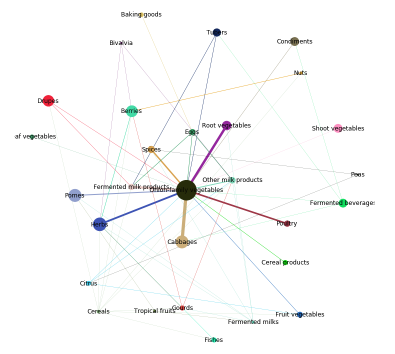 Baking goods
Tubers
Bivalvia
Condiments
Nuts
Drupes
Berries
Root vegetables
Shoot vegetables
Eggs
af vegetables
Spices
Other milk products
Pods
Fermented milk products
Pomes
Fermented beverages
Herbs
Poultry
Cabbages
Cereal products
Citrus
Cereals
Tropical fruits
Gourds
Fruit vegetables
Fermented milks
Fishes